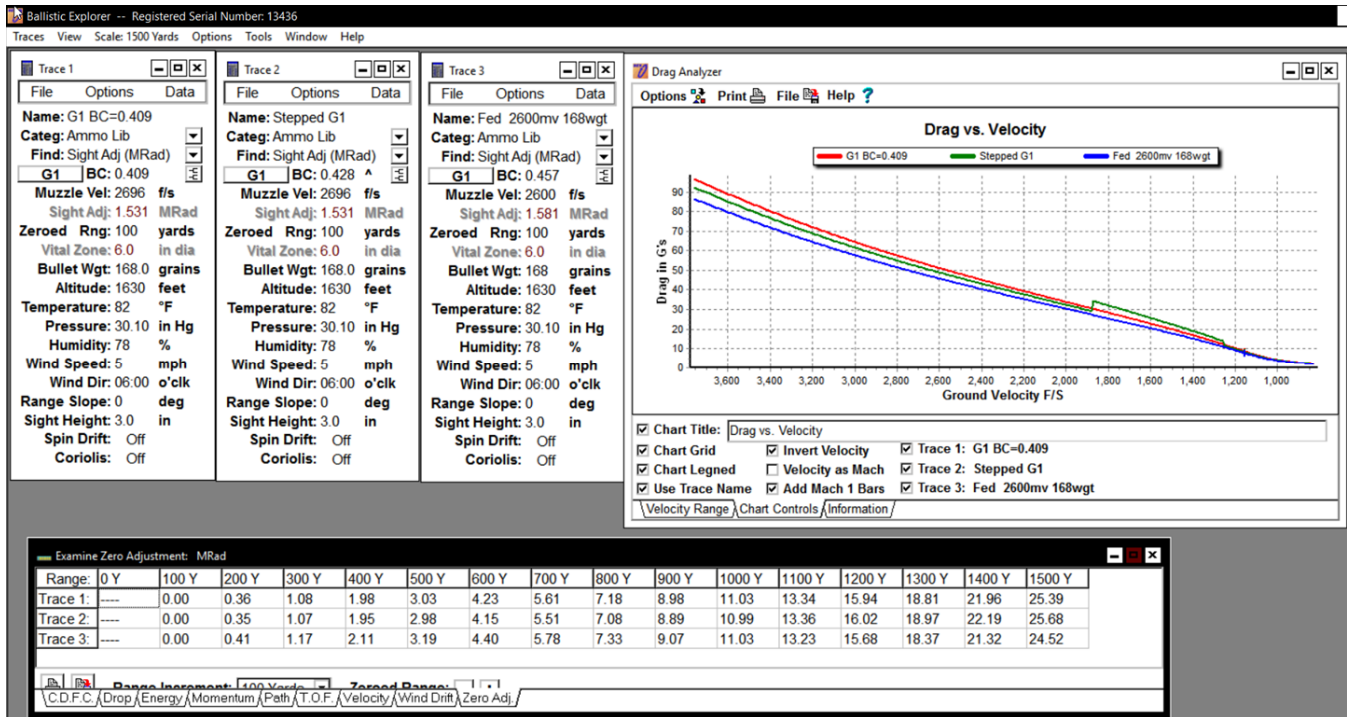 Ballistic Explorer -- Registered Serial Number: 13436
Traces View Scale: 1500 Yards Options Tools Window Help
Trace 1
File Options Data
Name: G1 BC=0.409
Categ: Ammo Lib
Find: Sight Adj (MRad)
G1 BC: 0.409
Muzzle Vel: 2696 f/s
Sight Adj: 1.531 MRad
Zeroed Rng: 100 yards
Vital Zone: 6.0 in dia
Bullet Wgt: 168.0 grains
Altitude: 1630 feet
Temperature: 82 °F
Pressure: 30.10 in Hg
Humidity: 78 %
Wind Speed: 5 mph
Wind Dir: 06:00 o'clk
Range Slope: 0 deg
Sight Height: 3.0 in
Spin Drift: Off
Coriolis: Off
Trace 2
File Options Data
Name: Stepped G1
Categ: Ammo Lib
Find: Sight Adj (MRad)
G1 BC: 0.428 ^
Muzzle Vel: 2696 f/s
Sight Adj: 1.531 MRad
Zeroed Rng: 100 yards
Vital Zone: 6.0 in dia
Bullet Wgt: 168.0 grains
Altitude: 1630 feet
Temperature: 82 °F
Pressure: 30.10 in Hg
Humidity: 78 %
Wind Speed: 5 mph
Wind Dir: 06:00 o'clk
Range Slope: 0 deg
Sight Height: 3.0 in
Spin Drift: Off
Coriolis: Off
Trace 3
File Options Data
Name: Fed 2600mv 168wgt
Categ: Ammo Lib
Find: Sight Adj (MRad)
G1 BC: 0.457
Muzzle Vel: 2600 f/s
Sight Adj: 1.581 MRad
Zeroed Rng: 100 yards
Vital Zone: 6.0 in dia
Bullet Wgt: 168 grains
Altitude: 1630 feet
Temperature: 82 °F
Pressure: 30.10 in Hg
Humidity: 78 %
Wind Speed: 5 mph
Wind Dir: 06:00 o'clk
Range Slope: 0 deg
Sight Height: 3.0 in
Spin Drift: Off
Coriolis: Off
Drag Analyzer
Options Print File Help ?
Drag vs. Velocity
G1 BC=0.409 Stepped G1 Fed 2600mv 168wgt
Drag in G's
90
80
70
60
50
40
30
20
10
0
3,600 3,400 3,200 3,000 2,800 2,600 2,400 2,200 2,000 1,800 1,600 1,400 1,200 1,000
Ground Velocity F/S
Chart Title: Drag vs. Velocity
Chart Grid Invert Velocity Trace 1: G1 BC=0.409
Chart Legned Velocity as Mach Trace 2: Stepped G1
Use Trace Name Add Mach 1 Bars Trace 3: Fed 2600mv 168wgt
Velocity Range Chart Controls Information
Examine Zero Adjustment: MRad
Range: 0 Y 100 Y 200 Y 300 Y 400 Y 500 Y 600 Y 700 Y 800 Y 900 Y 1000 Y 1100 Y 1200 Y 1300 Y 1400 Y 1500 Y
Trace 1: ---- 0.00 0.36 1.08 1.98 3.03 4.23 5.61 7.18 8.98 11.03 13.34 15.94 18.81 21.96 25.39
Trace 2: ---- 0.00 0.35 1.07 1.95 2.98 4.15 5.51 7.08 8.89 10.99 13.36 16.02 18.97 22.19 25.68
Trace 3: ---- 0.00 0.41 1.17 2.11 3.19 4.40 5.78 7.33 9.07 11.03 13.23 15.68 18.37 21.32 24.52
Range Increment: 100 Yards Zeroed Range:
C.D.F.C. Drop Energy Momentum Path T.O.F. Velocity Wind Drift Zero Adj.